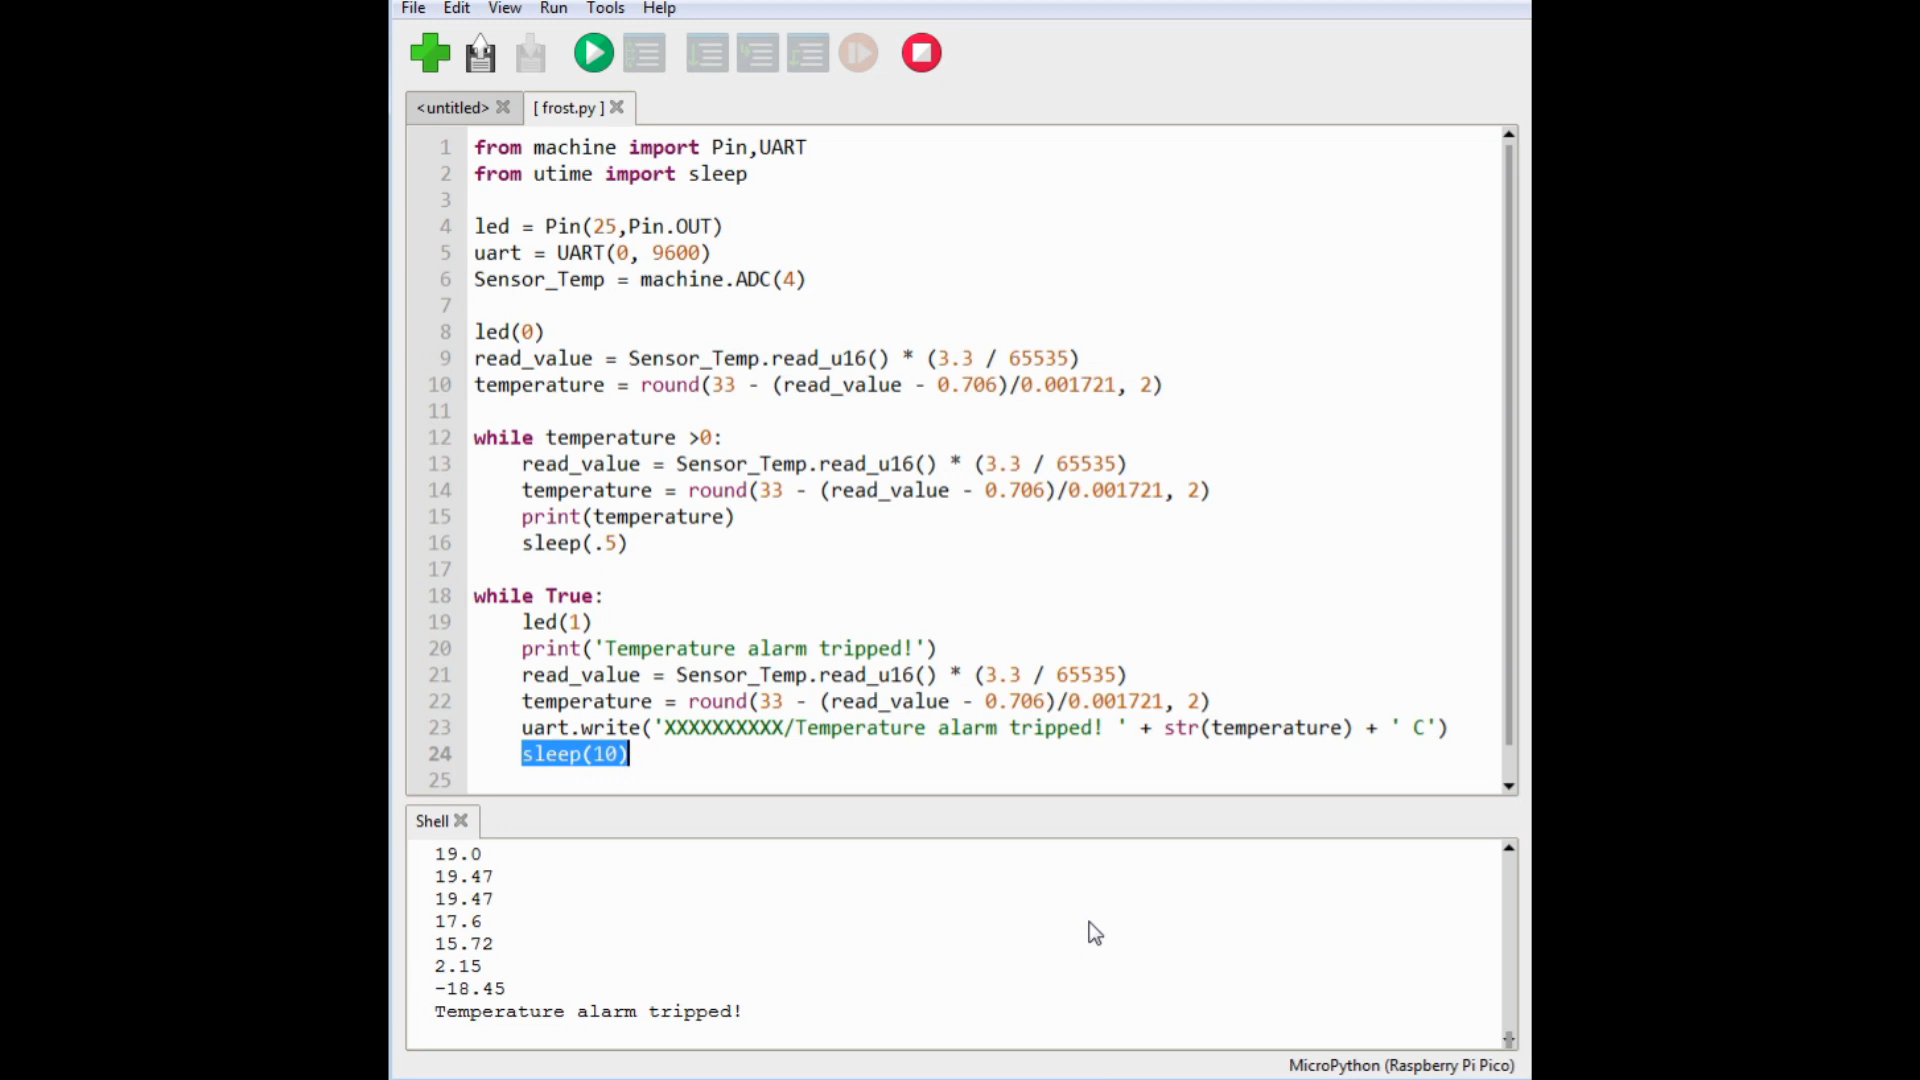 File Edit View Run Tools Help
<untitled> [ frost.py ]
1 from machine import Pin,UART
2 from utime import sleep
3
4 led = Pin(25,Pin.OUT)
5 uart = UART(0, 9600)
6 Sensor_Temp = machine.ADC(4)
7
8 led(0)
9 read_value = Sensor_Temp.read_u16() * (3.3 / 65535)
10 temperature = round(33 - (read_value - 0.706)/0.001721, 2)
11
12 while temperature >0:
13     read_value = Sensor_Temp.read_u16() * (3.3 / 65535)
14     temperature = round(33 - (read_value - 0.706)/0.001721, 2)
15     print(temperature)
16     sleep(.5)
17
18 while True:
19     led(1)
20     print('Temperature alarm tripped!')
21     read_value = Sensor_Temp.read_u16() * (3.3 / 65535)
22     temperature = round(33 - (read_value - 0.706)/0.001721, 2)
23     uart.write('XXXXXXXXXX/Temperature alarm tripped! ' + str(temperature) + ' C')
24     sleep(10)
25
Shell
19.0
19.47
19.47
17.6
15.72
2.15
-18.45
Temperature alarm tripped!
MicroPython (Raspberry Pi Pico)